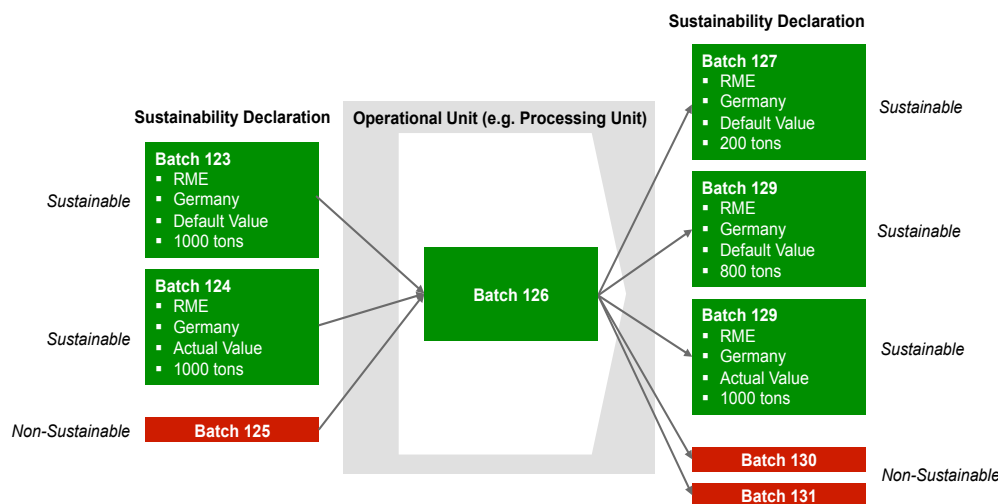 Sustainability Declaration
Sustainable
Batch 123
▪ RME
▪ Germany
▪ Default Value
▪ 1000 tons
Sustainable
Batch 124
▪ RME
▪ Germany
▪ Actual Value
▪ 1000 tons
Non-Sustainable
Batch 125
Operational Unit (e.g. Processing Unit)
Batch 126
Sustainability Declaration
Batch 127
▪ RME
▪ Germany
▪ Default Value
▪ 200 tons
Sustainable
Batch 129
▪ RME
▪ Germany
▪ Default Value
▪ 800 tons
Sustainable
Batch 129
▪ RME
▪ Germany
▪ Actual Value
▪ 1000 tons
Sustainable
Batch 130
Non-Sustainable
Batch 131